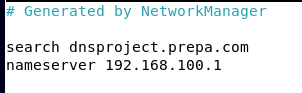 # Generated by NetworkManager
search dnsproject.prepa.com
nameserver 192.168.100.1